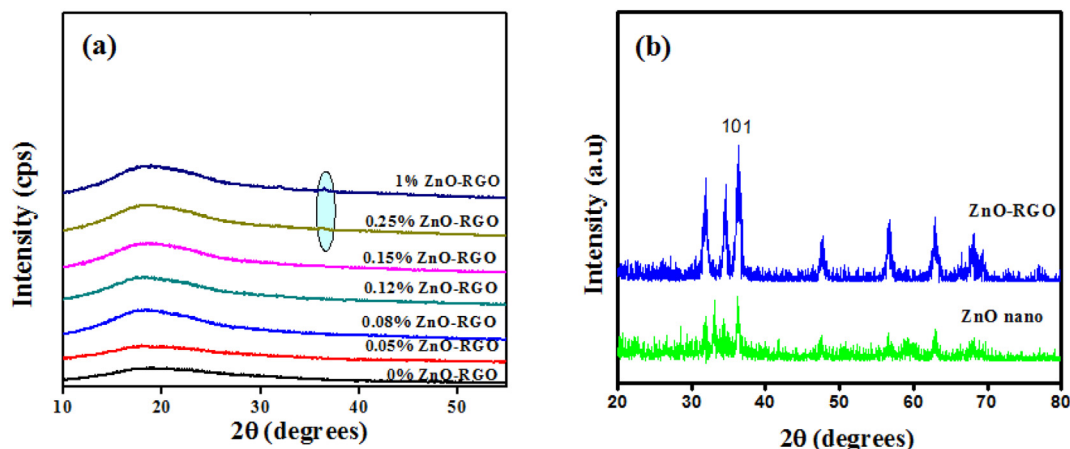 (a)
Intensity (cps)
1% ZnO-RGO
0.25% ZnO-RGO
0.15% ZnO-RGO
0.12% ZnO-RGO
0.08% ZnO-RGO
0.05% ZnO-RGO
0% ZnO-RGO
10 20 30 40 50
2θ (degrees)
(b)
Intensity (a.u)
101
ZnO-RGO
ZnO nano
20 30 40 50 60 70 80
2θ (degrees)